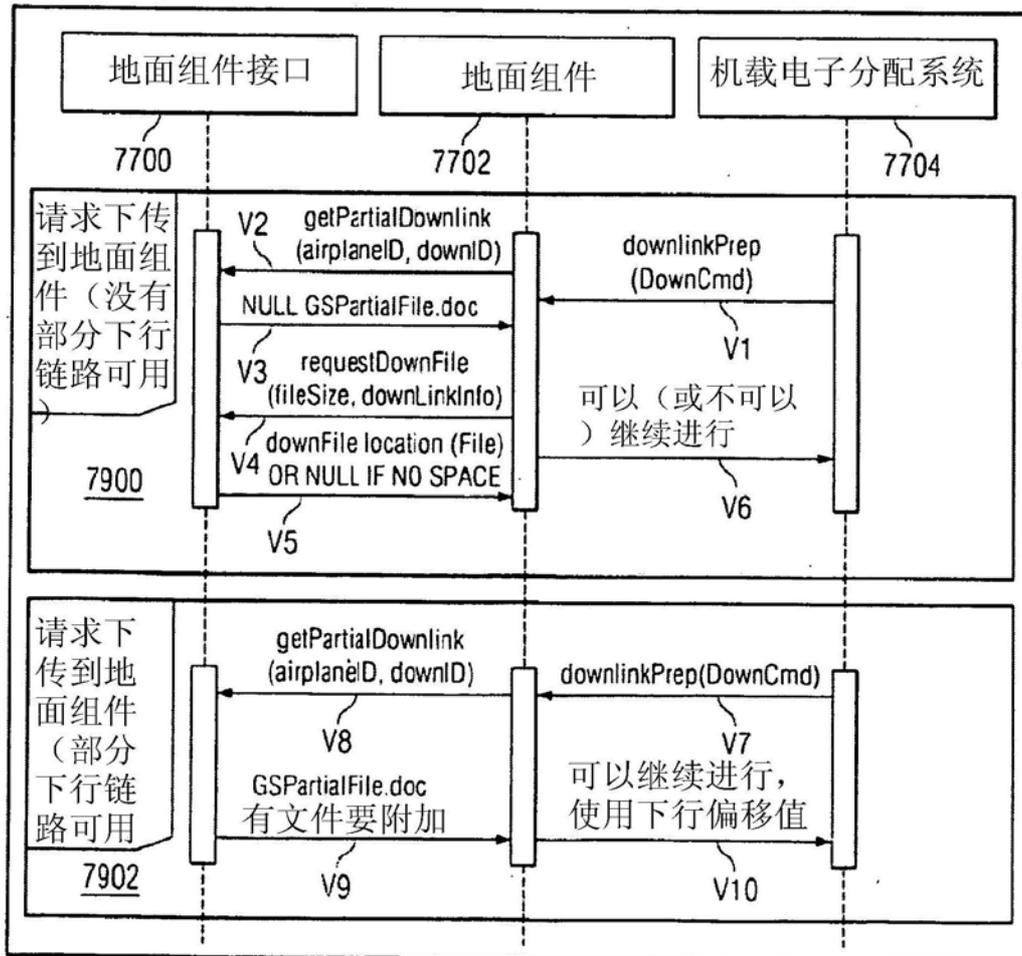 地面组件接口
地面组件
机载电子分配系统
7700
7702
7704
请求下传
到地面组
件（没有
部分下行
链路可用
）
7900
V2
getPartialDownlink
(airplaneID, downID)
downlinkPrep
(DownCmd)
V1
NULL GSPartialFile.doc
V3
requestDownFile
(fileSize, downLinkInfo)
V4
downFile location (File)
OR NULL IF NO SPACE
V5
可以（或不可以
）继续进行
V6
请求下
传到地
面组件
（部分
下行链
路可用
7902
getPartialDownlink
(airplaneID, downID)
V8
downlinkPrep(DownCmd)
V7
GSPartialFile.doc
有文件要附加
V9
可以继续进行，
使用下行偏移值
V10